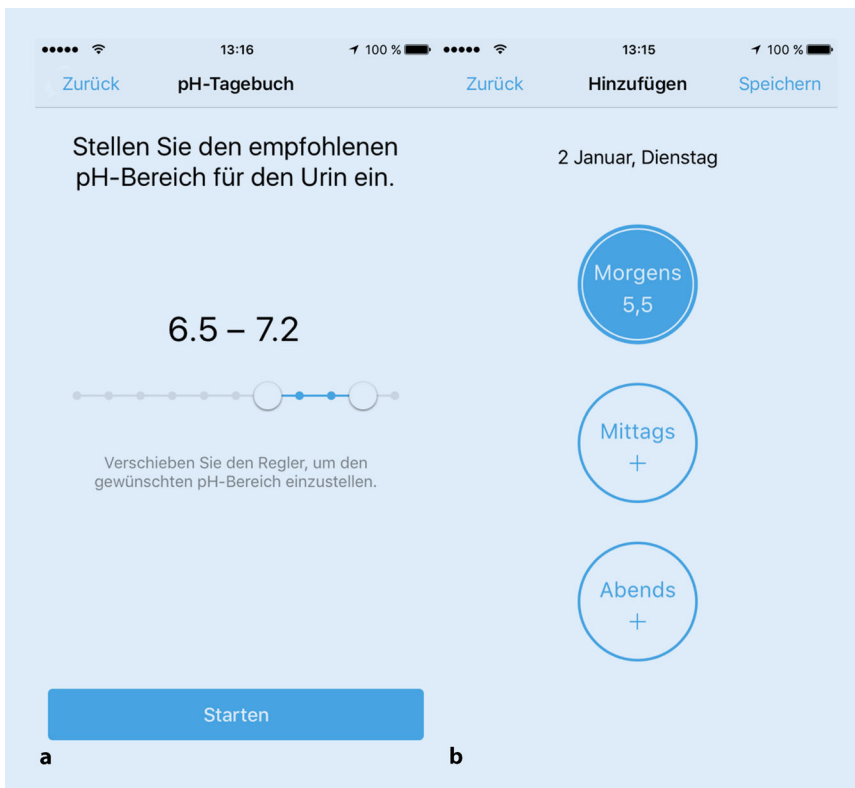 13:16
100 %
Zurück
pH-Tagebuch
Stellen Sie den empfohlenen
pH-Bereich für den Urin ein.
6.5 – 7.2
Verschieben Sie den Regler, um den
gewünschten pH-Bereich einzustellen.
Starten
a
13:15
100 %
Zurück
Hinzufügen
Speichern
2 Januar, Dienstag
Morgens
5,5
Mittags
+
Abends
+
b